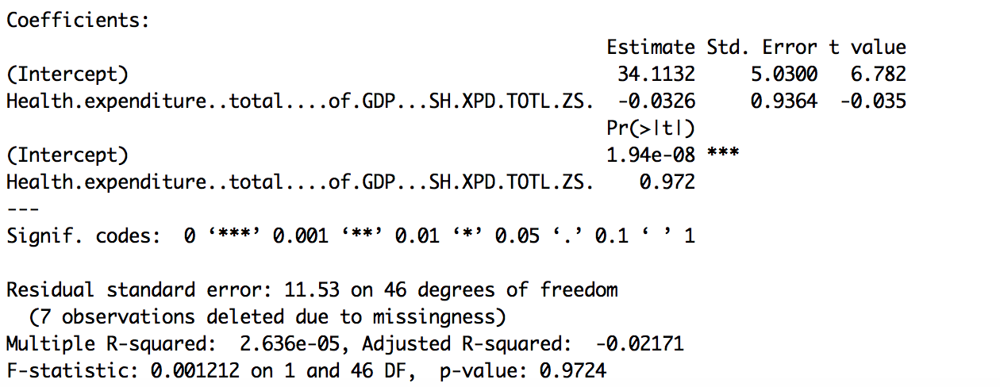 Coefficients:
Estimate Std. Error t value
(Intercept) 34.1132 5.0300 6.782
Health.expenditure..total....of.GDP...SH.XPD.TOTL.ZS. -0.0326 0.9364 -0.035
Pr(>|t|)
(Intercept) 1.94e-08 ***
Health.expenditure..total....of.GDP...SH.XPD.TOTL.ZS. 0.972
---
Signif. codes: 0 ‘***’ 0.001 ‘**’ 0.01 ‘*’ 0.05 ‘.’ 0.1 ‘ ’ 1
Residual standard error: 11.53 on 46 degrees of freedom
(7 observations deleted due to missingness)
Multiple R-squared: 2.636e-05, Adjusted R-squared: -0.02171
F-statistic: 0.001212 on 1 and 46 DF, p-value: 0.9724